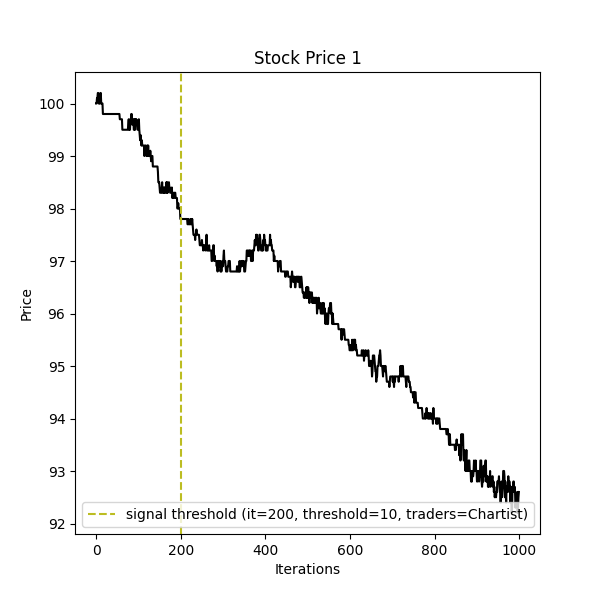 Stock Price 1
100
99
98
97
96
95
94
93
92
Price
signal threshold (it=200, threshold=10, traders=Chartist)
0 200 400 600 800 1000
Iterations